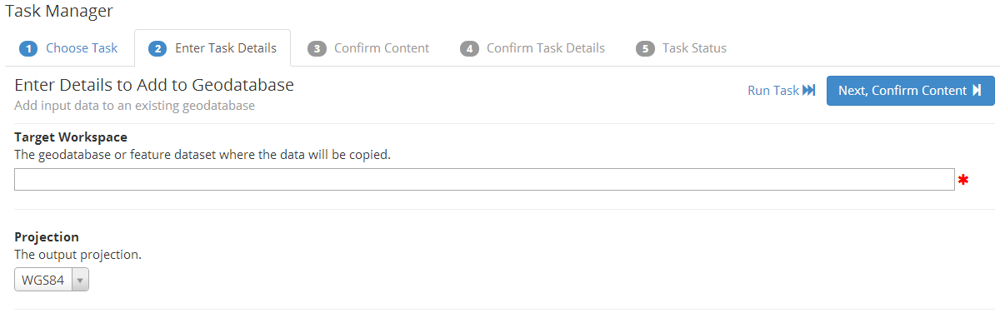 Task Manager
1 Choose Task 2 Enter Task Details 3 Confirm Content 4 Confirm Task Details 5 Task Status
Enter Details to Add to Geodatabase
Add input data to an existing geodatabase
Run Task Next, Confirm Content
Target Workspace
The geodatabase or feature dataset where the data will be copied.
*
Projection
The output projection.
WGS84